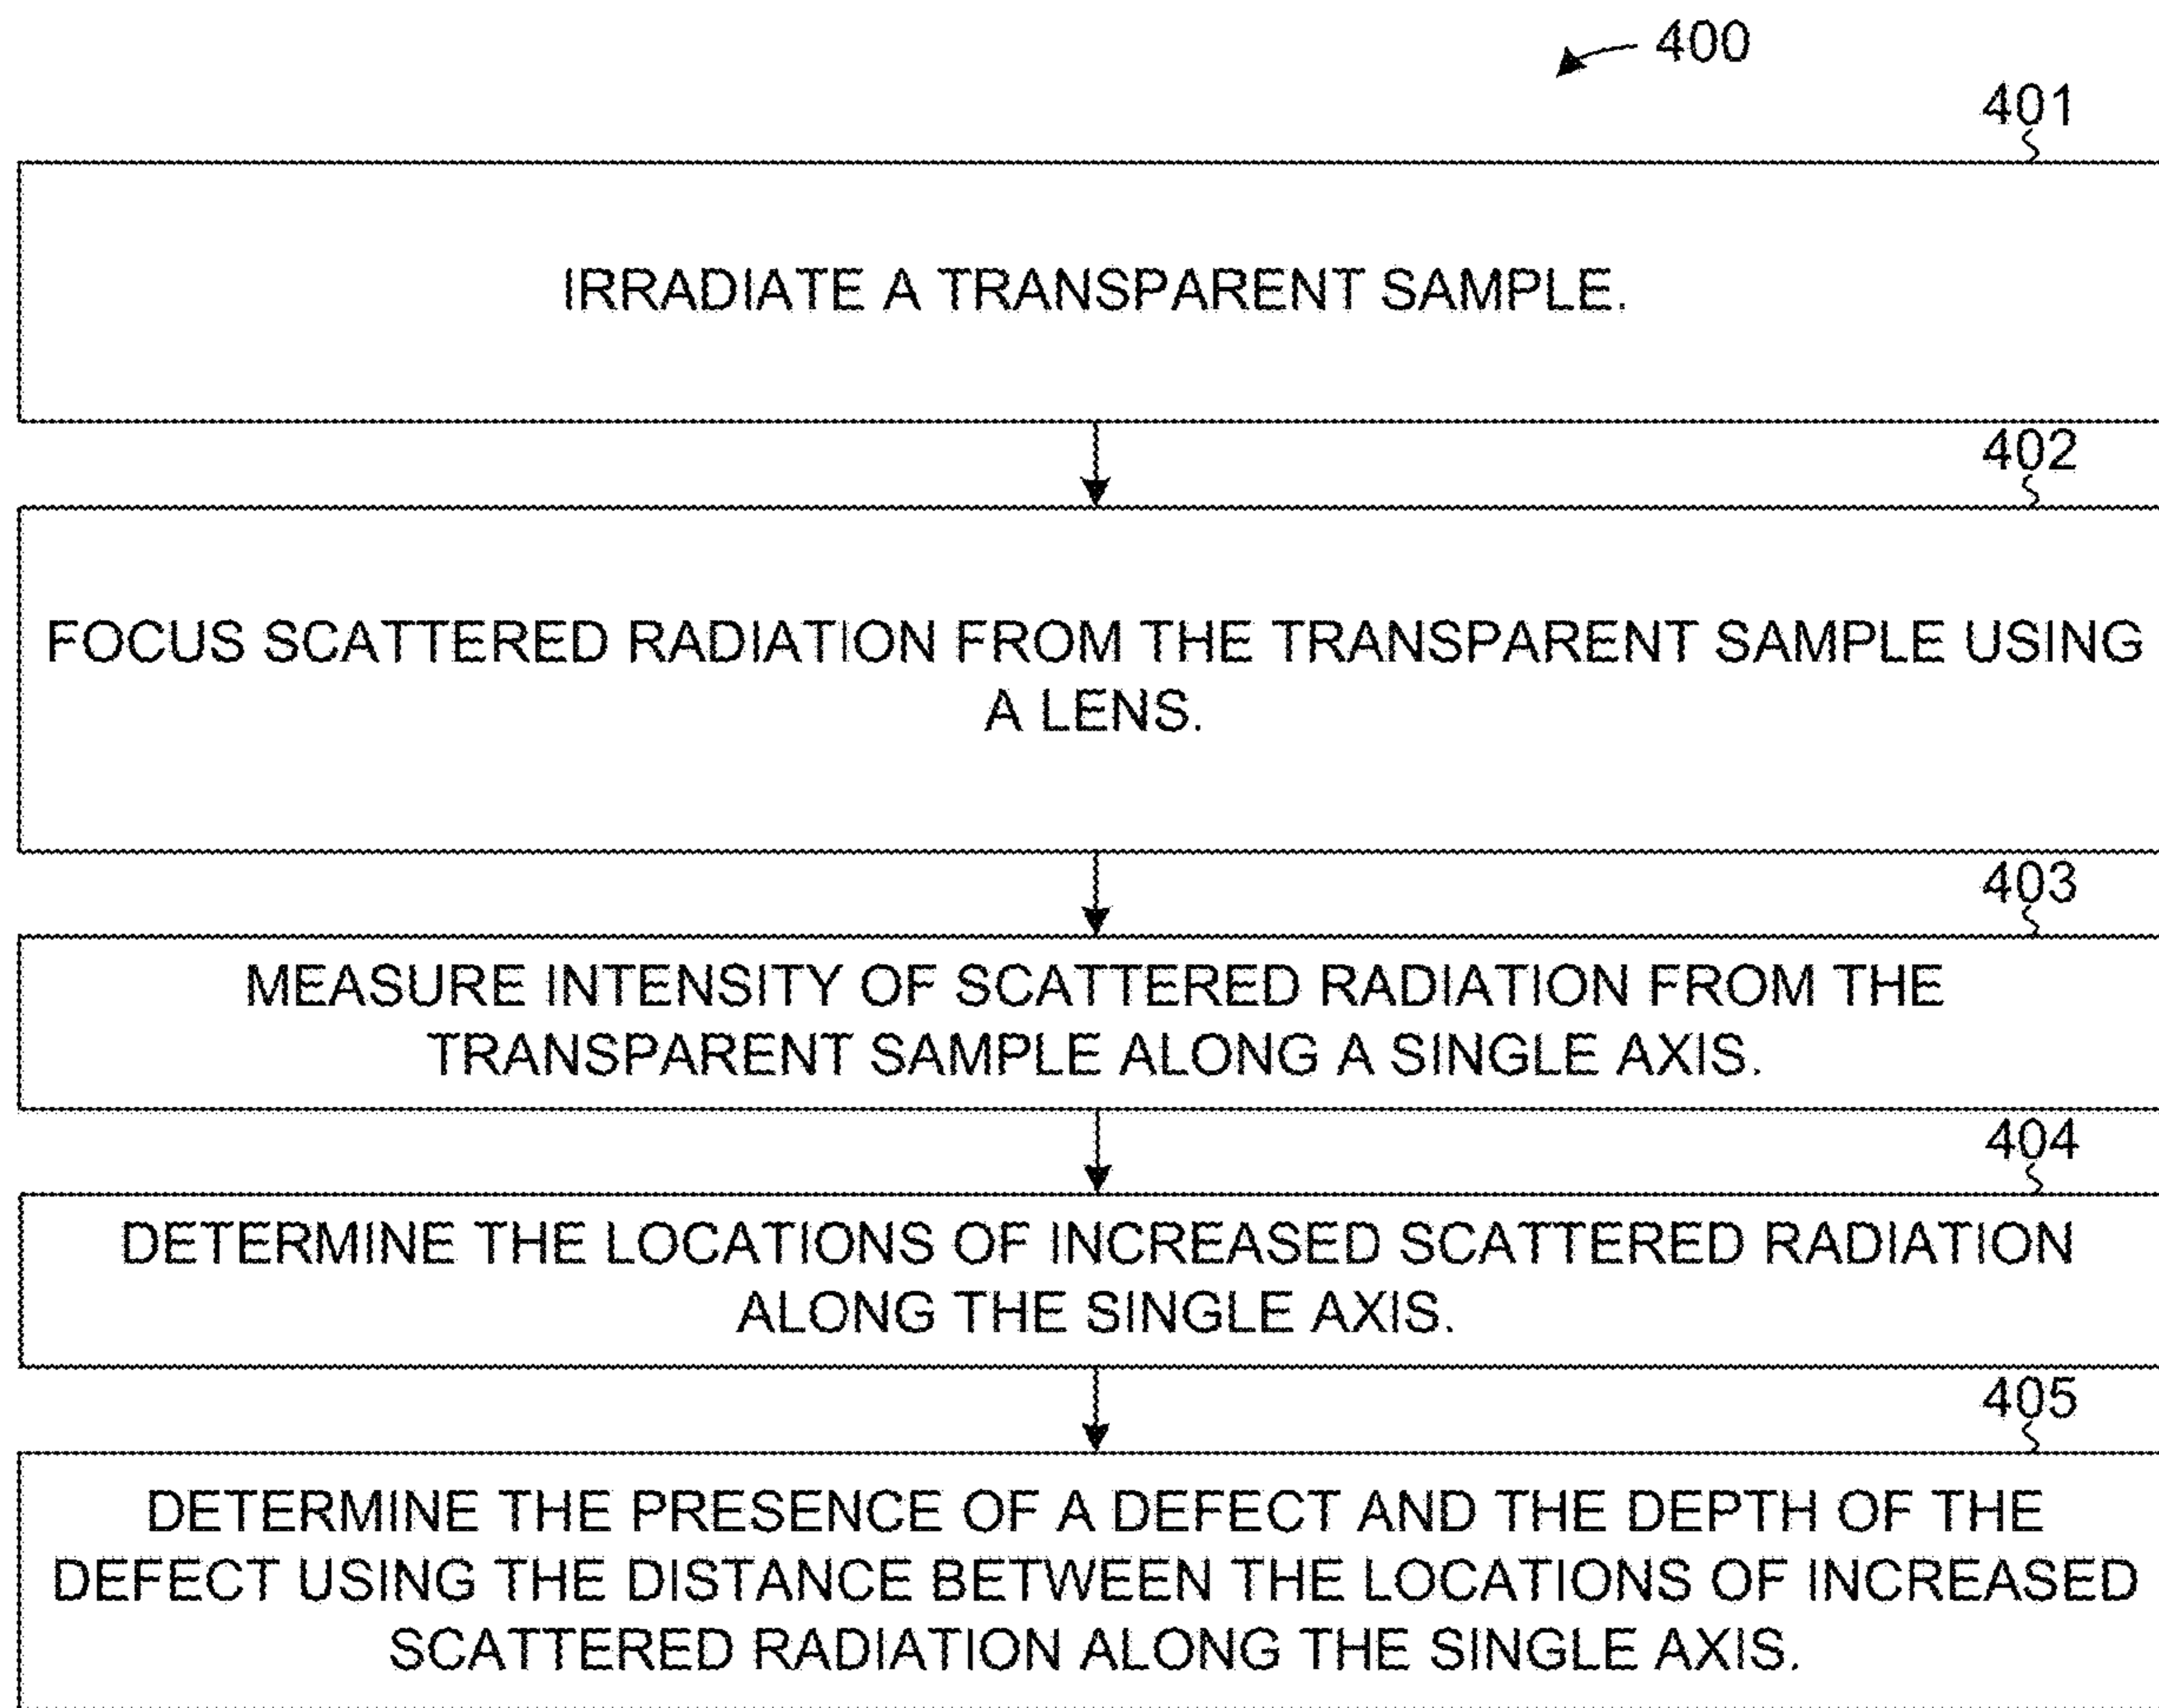 400
401
IRRADIATE A TRANSPARENT SAMPLE.
402
FOCUS SCATTERED RADIATION FROM THE TRANSPARENT SAMPLE USING
A LENS.
403
MEASURE INTENSITY OF SCATTERED RADIATION FROM THE
TRANSPARENT SAMPLE ALONG A SINGLE AXIS.
404
DETERMINE THE LOCATIONS OF INCREASED SCATTERED RADIATION
ALONG THE SINGLE AXIS.
405
DETERMINE THE PRESENCE OF A DEFECT AND THE DEPTH OF THE
DEFECT USING THE DISTANCE BETWEEN THE LOCATIONS OF INCREASED
SCATTERED RADIATION ALONG THE SINGLE AXIS.